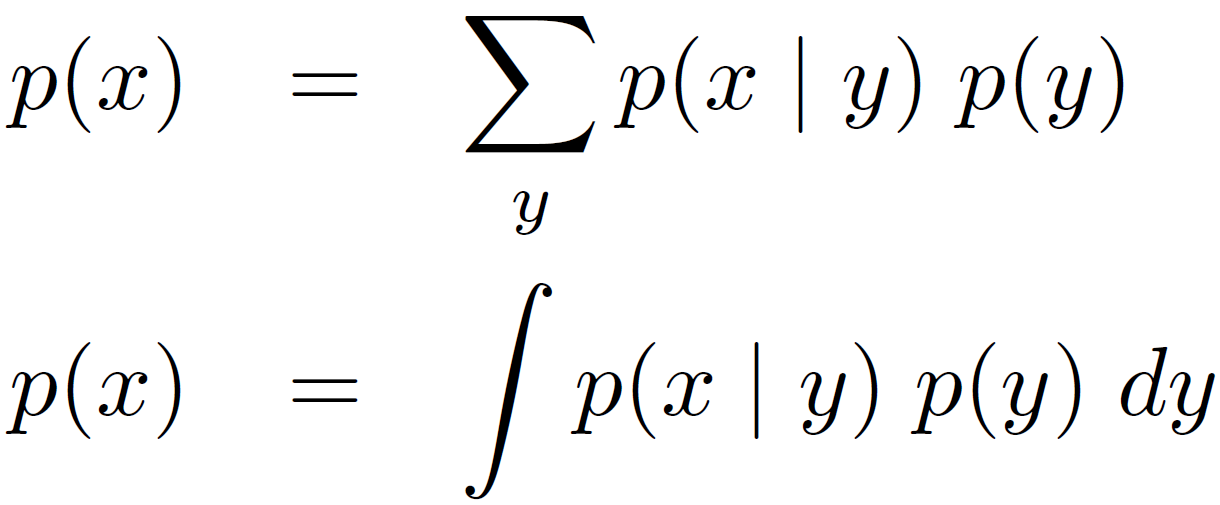 p(x) = ∑_y p(x | y) p(y)
p(x) = ∫ p(x | y) p(y) dy